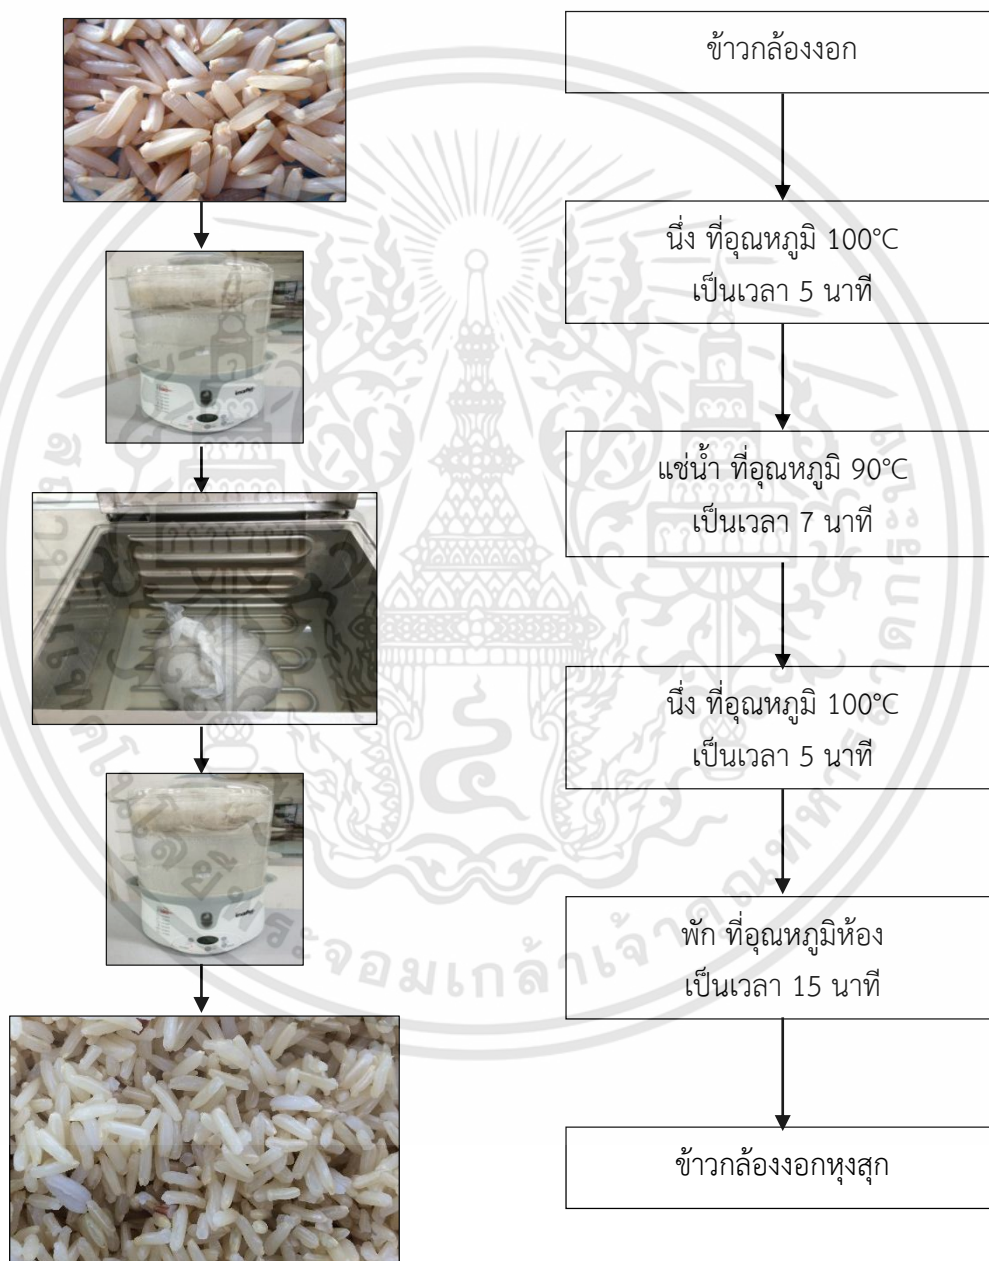 ข้าวกล้องงอก
นึ่ง ที่อุณหภูมิ 100°C
เป็นเวลา 5 นาที
แช่น้ำ ที่อุณหภูมิ 90°C
เป็นเวลา 7 นาที
นึ่ง ที่อุณหภูมิ 100°C
เป็นเวลา 5 นาที
พัก ที่อุณหภูมิห้อง
เป็นเวลา 15 นาที
ข้าวกล้องงอกหุงสุก